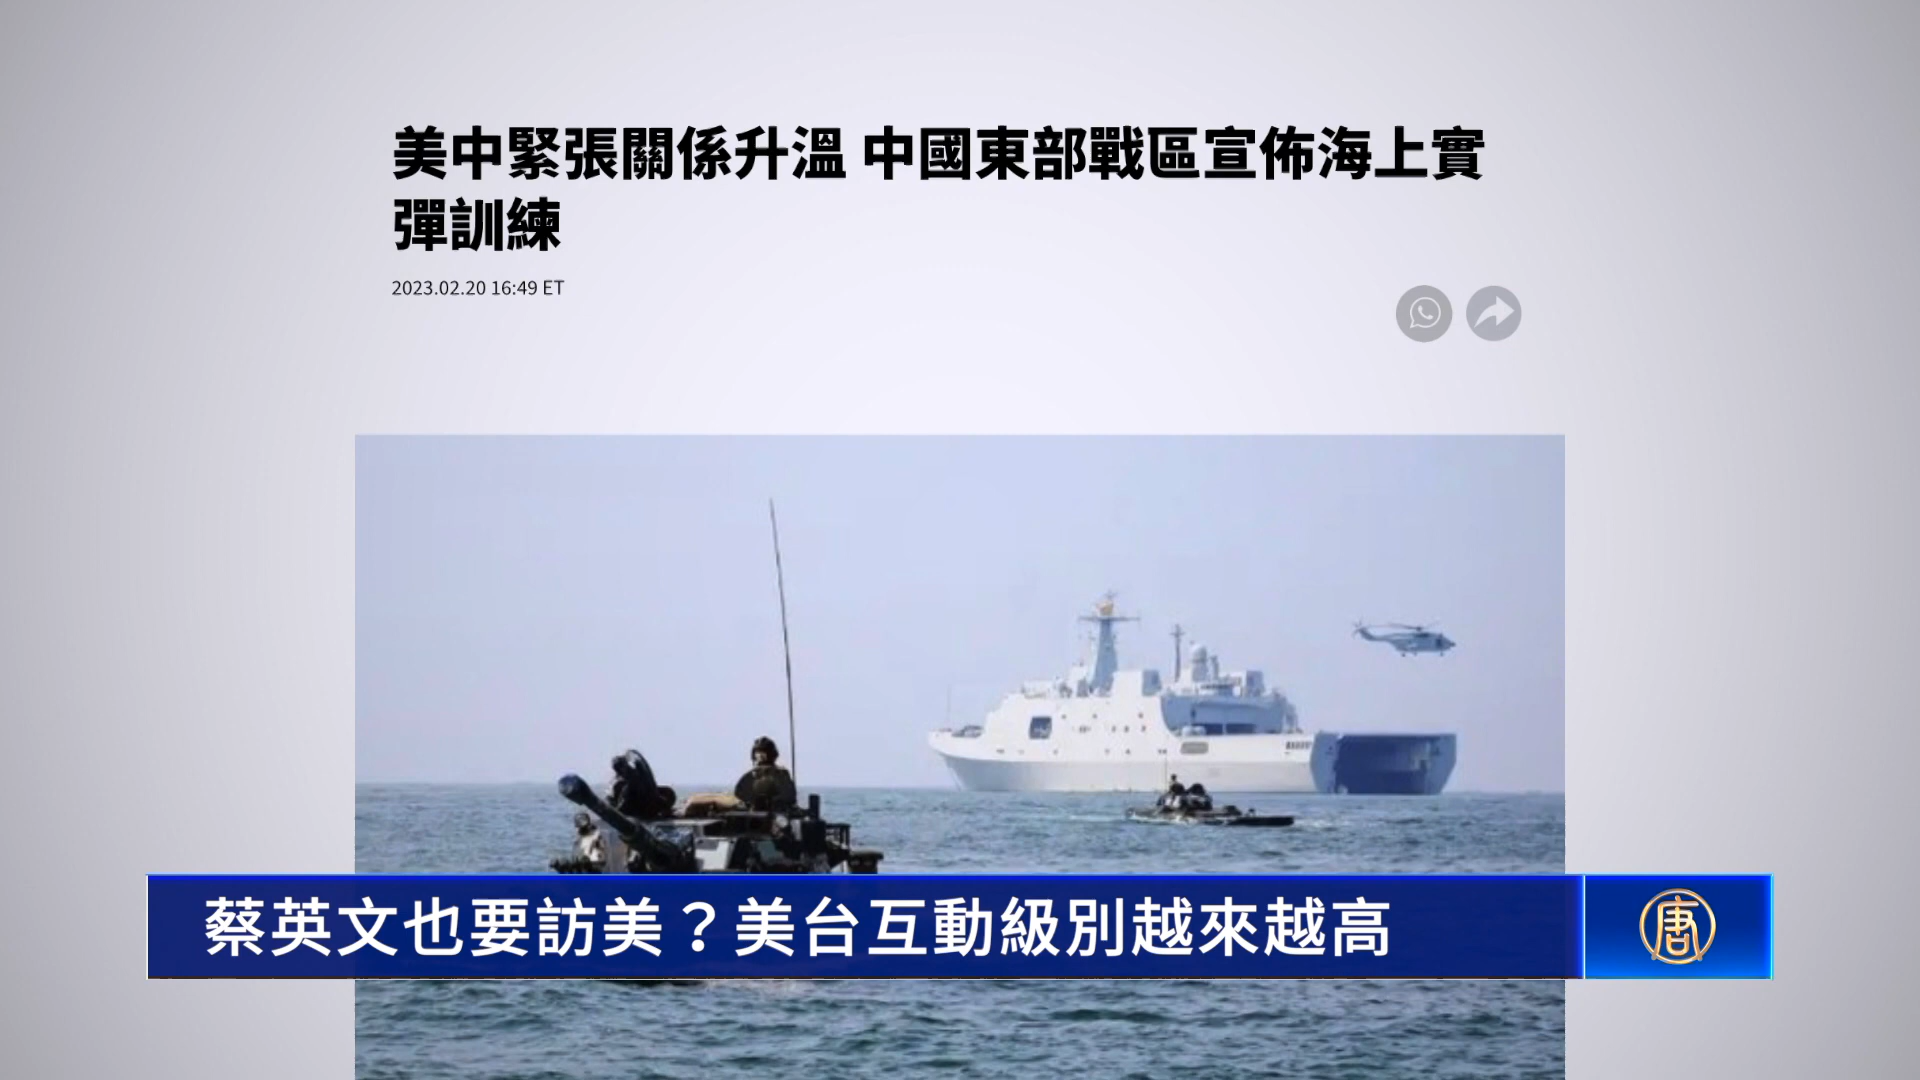 美中緊張關係升溫 中國東部戰區宣佈海上實
彈訓練
2023.02.20 16:49 ET
蔡英文也要訪美？美台互動級別越來越高
唐